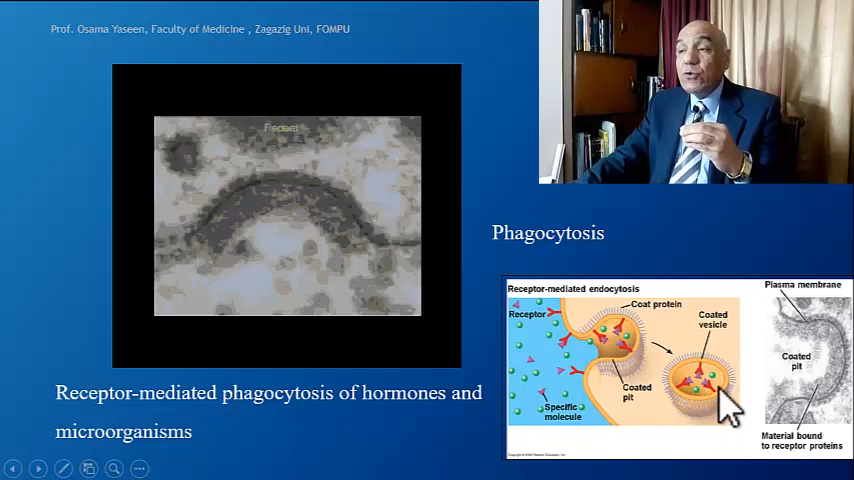 Prof. Osama Yaseen, Faculty of Medicine , Zagazig Uni, FOMPU
Repeat
Phagocytosis
Receptor-mediated endocytosis
Receptor
Coat protein
Coated
vesicle
Coated
pit
Specific
molecule
Plasma membrane
Coated
pit
Material bound
to receptor proteins
Receptor-mediated phagocytosis of hormones and
microorganisms